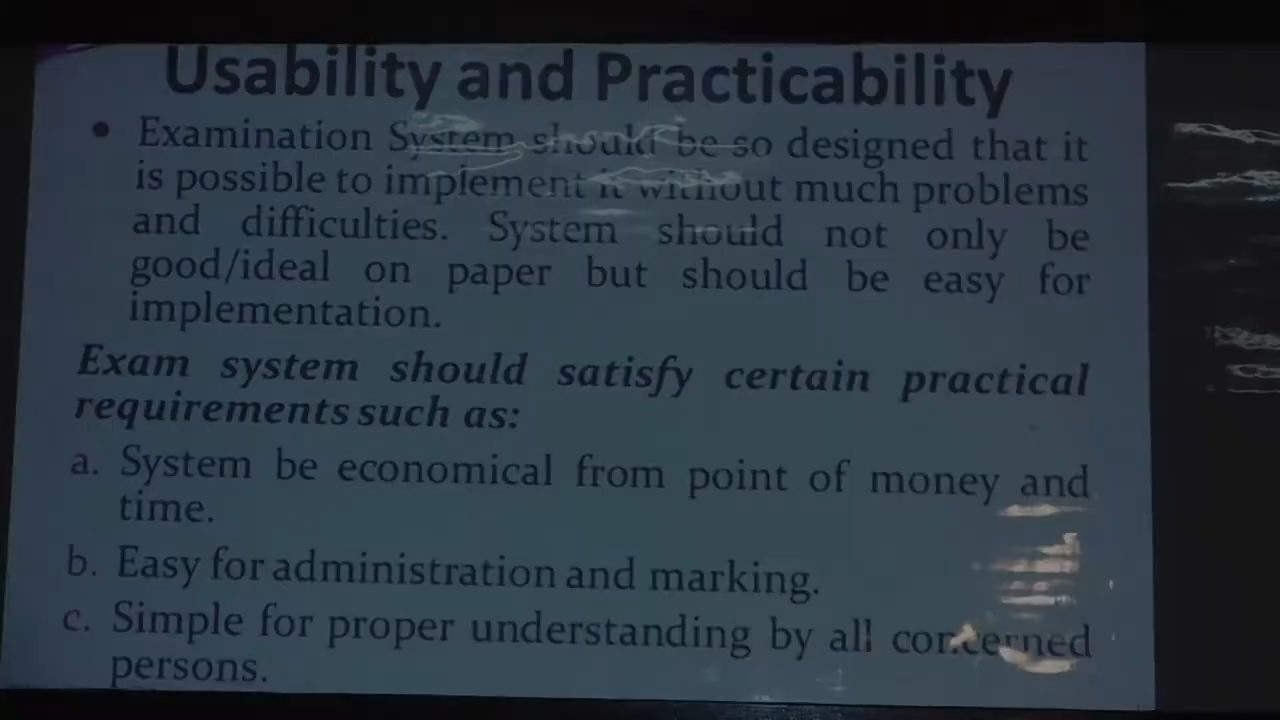 Usability and Practicability
• Examination System should be so designed that it
is possible to implement it without much problems
and difficulties. System should not only be
good/ideal on paper but should be easy for
implementation.
Exam system should satisfy certain practical
requirements such as:
a. System be economical from point of money and
time.
b. Easy for administration and marking.
c. Simple for proper understanding by all concerned
persons.